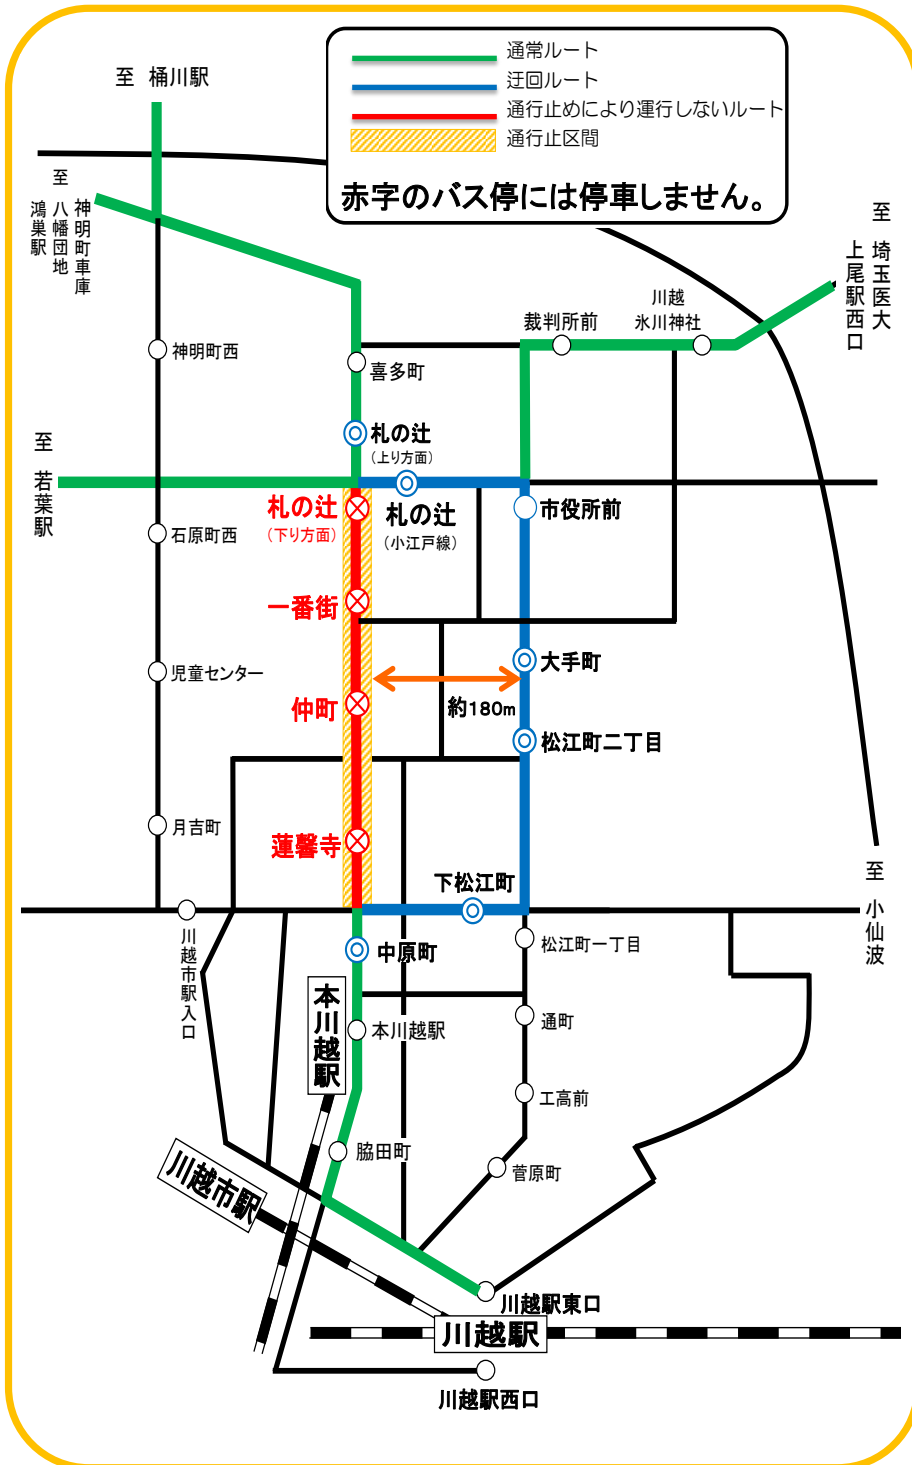 通常ルート
迂回ルート
通行止めにより運行しないルート
通行止区間
赤字のバス停には停車しません。
至 桶川駅
至
神明町車庫
八幡団地
鴻巣駅
至
埼玉医大
上尾駅西口
川越
氷川神社
裁判所前
神明町西
喜多町
札の辻
(上り方面)
至
若葉駅
札の辻
(下り方面)
札の辻
(小江戸線)
市役所前
石原町西
一番街
大手町
児童センター
仲町
約180m
松江町二丁目
月吉町
蓮馨寺
下松江町
至
小仙波
川越市駅入口
中原町
松江町一丁目
本川越駅
本川越駅
通町
工高前
脇田町
菅原町
川越市駅
川越駅東口
川越駅
川越駅西口